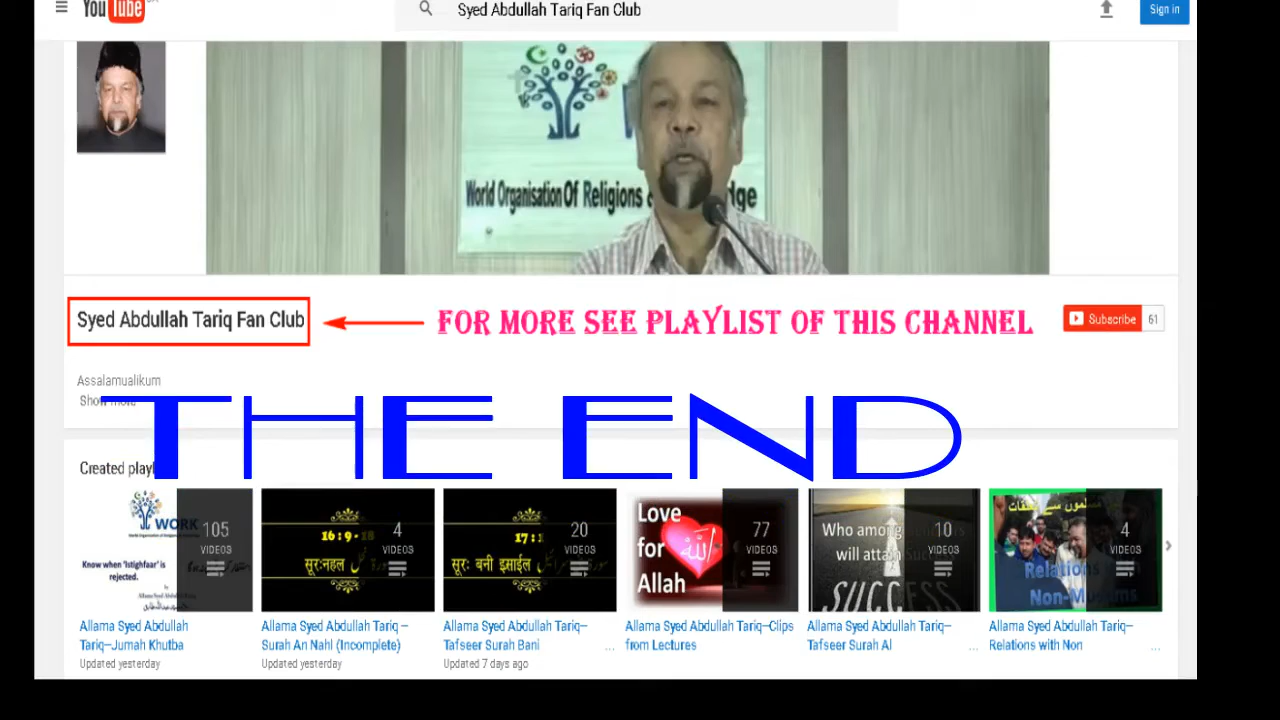 You Tube
Syed Abdullah Tariq Fan Club
Sign in
World Organisation Of Religions
Syed Abdullah Tariq Fan Club
FOR MORE SEE PLAYLIST OF THIS CHANNEL
Subscribe 61
Assalamualikum
Show more
THE END
Created
WORK
Know when 'Istighfaar' is
rejected.
105
VIDEOS
Allama Syed Abdullah
Tariq–Jumah Khutba
Updated yesterday
16:9-18
सूरः नहल
4
VIDEOS
Allama Syed Abdullah Tariq –
Surah An Nahl (Incomplete)
Updated yesterday
17:1
सूरः बनी इसाईल
20
VIDEOS
Allama Syed Abdullah Tariq–
Tafseer Surah Bani ...
Updated 7 days ago
Love
for
Allah
الله
77
VIDEOS
Allama Syed Abdullah Tariq–Clips
from Lectures
Who among
will attain Success
SUCCESS
10
VIDEOS
Allama Syed Abdullah Tariq–
Tafseer Surah Al ...
Relations
Non-Muslims
4
VIDEOS
Allama Syed Abdullah Tariq–
Relations with Non ...